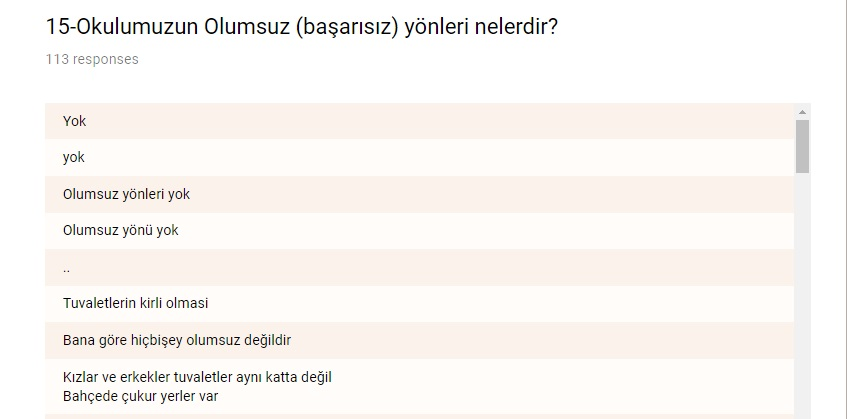 15-Okulumuzun Olumsuz (başarısız) yönleri nelerdir?
113 responses
Yok
yok
Olumsuz yönleri yok
Olumsuz yönü yok
..
Tuvaletlerin kirli olmasi
Bana göre hiçbişey olumsuz değildir
Kızlar ve erkekler tuvaletler aynı katta değil
Bahçede çukur yerler var